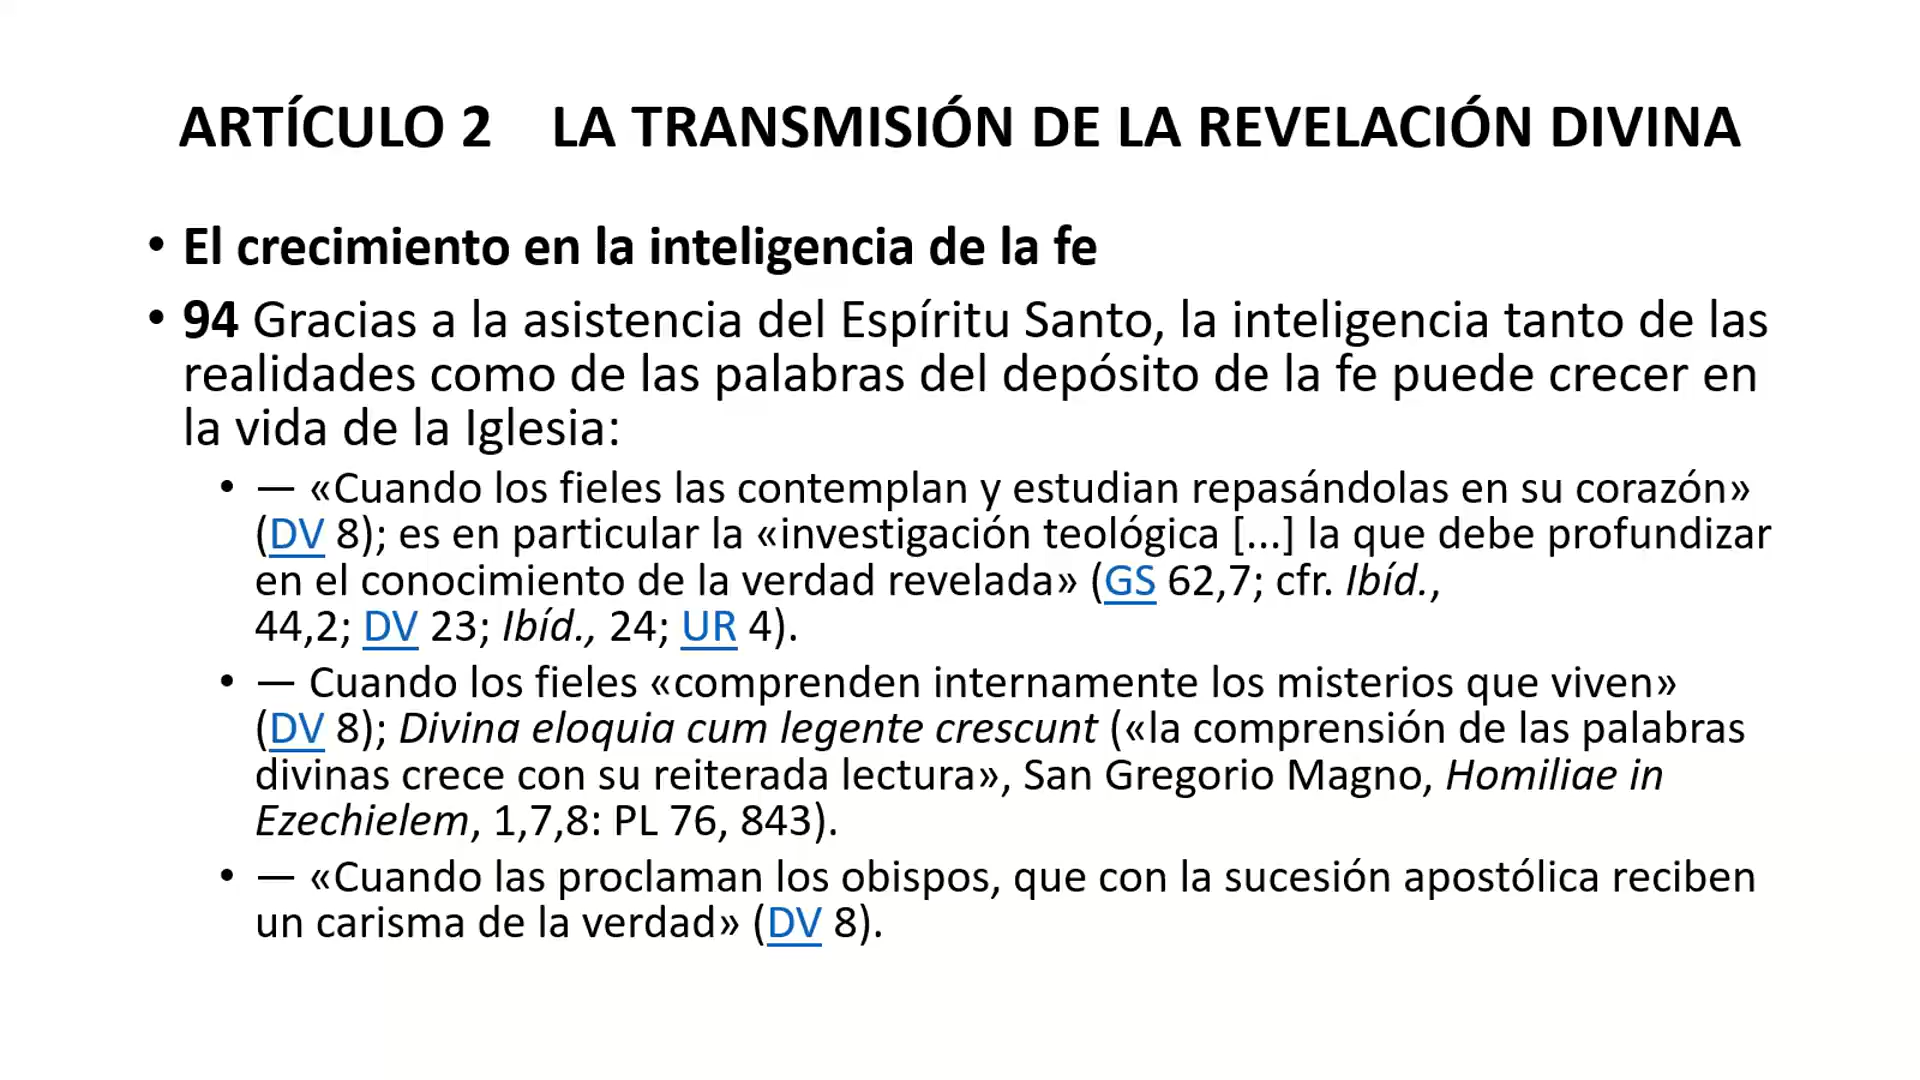 ARTÍCULO 2 LA TRANSMISIÓN DE LA REVELACIÓN DIVINA
• El crecimiento en la inteligencia de la fe
• 94 Gracias a la asistencia del Espíritu Santo, la inteligencia tanto de las
realidades como de las palabras del depósito de la fe puede crecer en
la vida de la Iglesia:
• — «Cuando los fieles las contemplan y estudian repasándolas en su corazón»
(DV 8); es en particular la «investigación teológica [...] la que debe profundizar
en el conocimiento de la verdad revelada» (GS 62,7; cfr. Ibíd.,
44,2; DV 23; Ibíd., 24; UR 4).
• — Cuando los fieles «comprenden internamente los misterios que viven»
(DV 8); Divina eloquia cum legente crescunt («la comprensión de las palabras
divinas crece con su reiterada lectura», San Gregorio Magno, Homiliae in
Ezechielem, 1,7,8: PL 76, 843).
• — «Cuando las proclaman los obispos, que con la sucesión apostólica reciben
un carisma de la verdad» (DV 8).